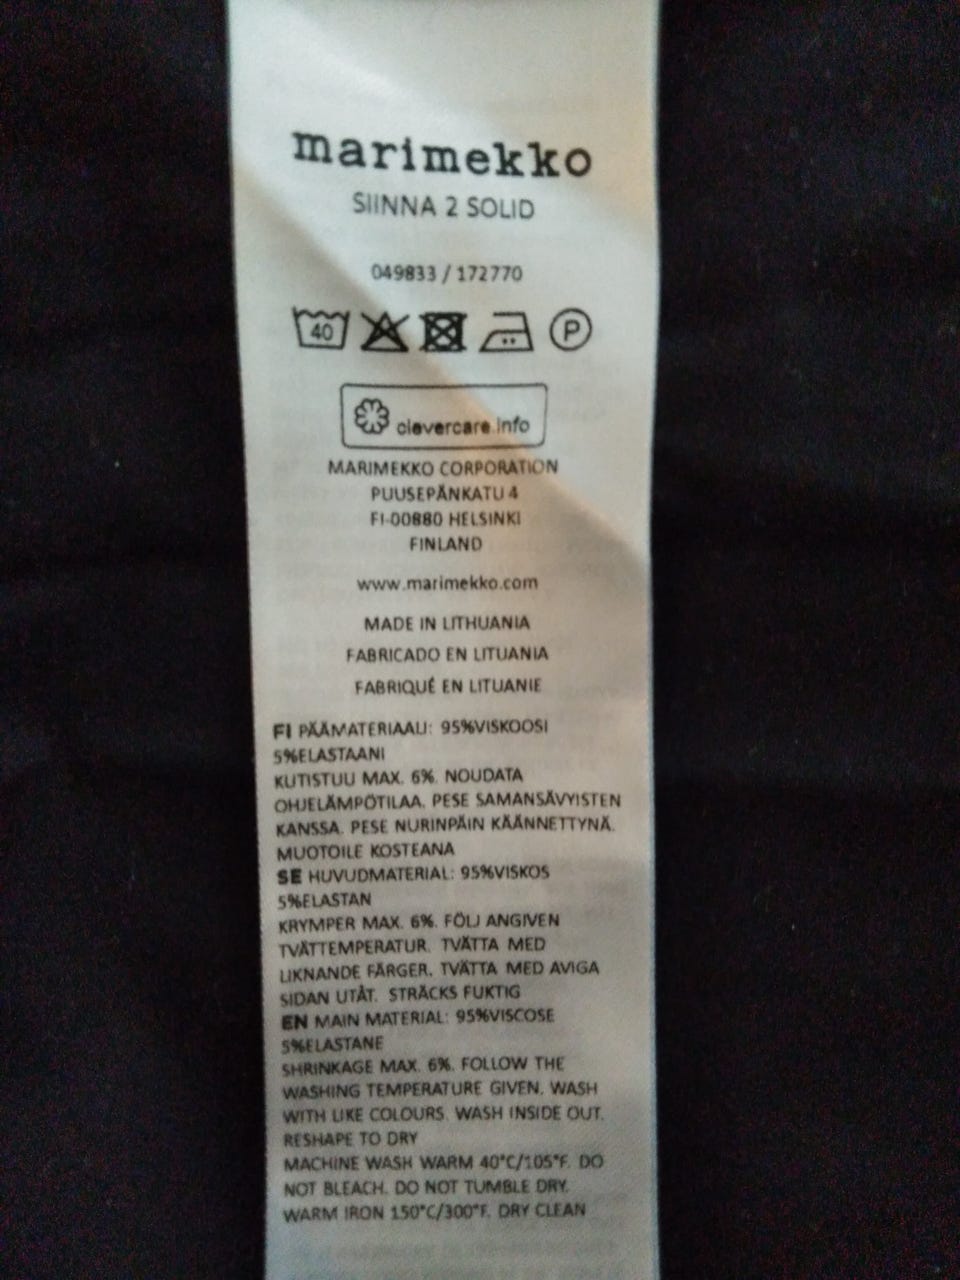 marimekko
SIINNA 2 SOLID
049833 / 172770
40 P
clevercare.info
MARIMEKKO CORPORATION
PUUSEPÄNKATU 4
FI-00880 HELSINKI
FINLAND
www.marimekko.com
MADE IN LITHUANIA
FABRICADO EN LITUANIA
FABRIQUÉ EN LITUANIE
FI PÄÄMATERIAALI: 95%VISKOOSI
5%ELASTAANI
KUTISTUU MAX. 6%. NOUDATA
OHJELÄMPÖTILAA. PESE SAMANSÄVYISTEN
KANSSA. PESE NURINPÄIN KÄÄNNETTYNÄ.
MUOTOILE KOSTEANA
SE HUVUDMATERIAL: 95%VISKOS
5%ELASTAN
KRYMPER MAX. 6%. FÖLJ ANGIVEN
TVÄTTEMPERATUR. TVÄTTA MED
LIKNANDE FÄRGER. TVÄTTA MED AVIGA
SIDAN UTÅT. STRÄCKS FUKTIG
EN MAIN MATERIAL: 95%VISCOSE
5%ELASTANE
SHRINKAGE MAX. 6%. FOLLOW THE
WASHING TEMPERATURE GIVEN. WASH
WITH LIKE COLOURS. WASH INSIDE OUT.
RESHAPE TO DRY
MACHINE WASH WARM 40°C/105°F. DO
NOT BLEACH. DO NOT TUMBLE DRY.
WARM IRON 150°C/300°F. DRY CLEAN